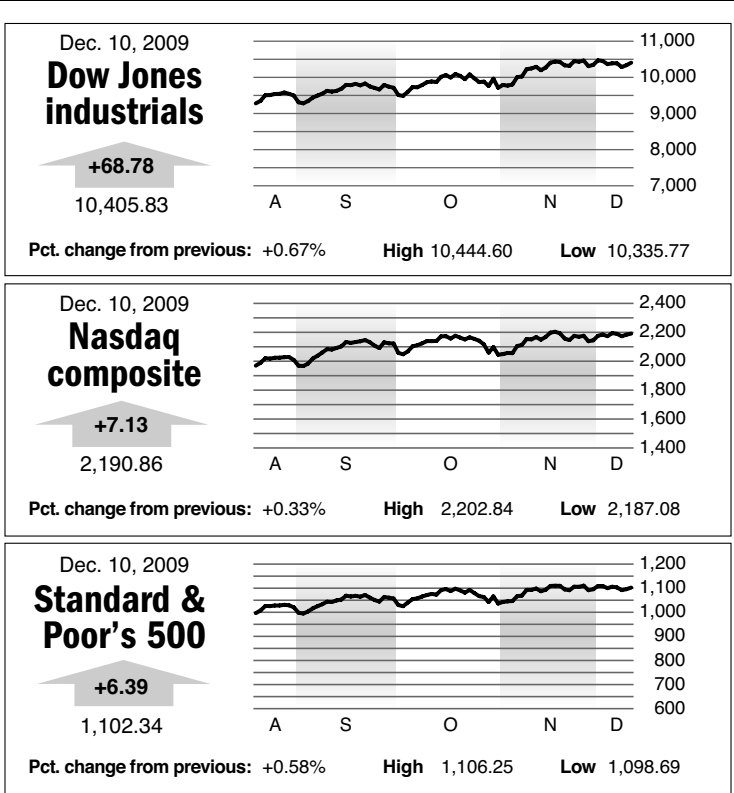 Dec. 10, 2009
Dow Jones
industrials
+68.78
10,405.83
11,000
10,000
9,000
8,000
7,000
A S O N D
Pct. change from previous: +0.67% High 10,444.60 Low 10,335.77
Dec. 10, 2009
Nasdaq
composite
+7.13
2,190.86
2,400
2,200
2,000
1,800
1,600
1,400
A S O N D
Pct. change from previous: +0.33% High 2,202.84 Low 2,187.08
Dec. 10, 2009
Standard &
Poor's 500
+6.39
1,102.34
1,200
1,100
1,000
900
800
700
600
A S O N D
Pct. change from previous: +0.58% High 1,106.25 Low 1,098.69